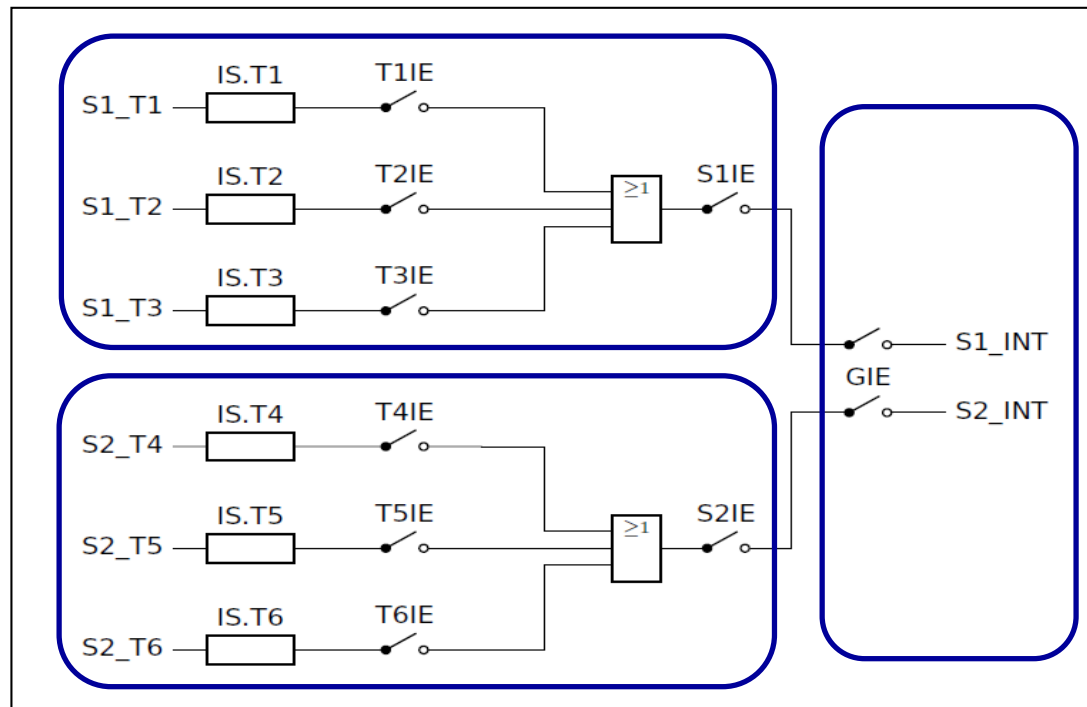 IS.T1
T1IE
S1_T1
IS.T2
T2IE
S1_T2
≥1
S1IE
IS.T3
T3IE
S1_T3
S1_INT
GIE
S2_INT
IS.T4
T4IE
S2_T4
IS.T5
T5IE
S2_T5
≥1
S2IE
IS.T6
T6IE
S2_T6